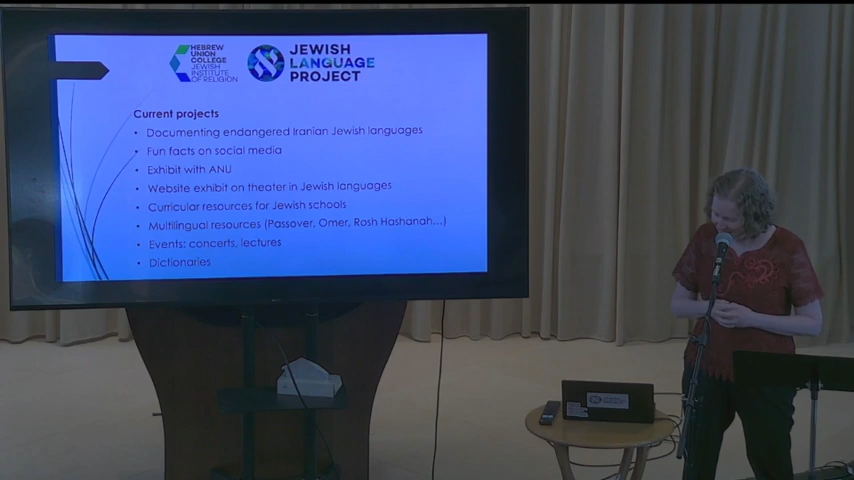 HEBREW
UNION
COLLEGE
JEWISH
INSTITUTE
OF RELIGION
JEWISH
LANGUAGE
PROJECT
Current projects
• Documenting endangered Iranian Jewish languages
• Fun facts on social media
• Exhibit with ANU
• Website exhibit on theater in Jewish languages
• Curricular resources for Jewish schools
• Multilingual resources (Passover, Omer, Rosh Hashanah...)
• Events: concerts, lectures
• Dictionaries